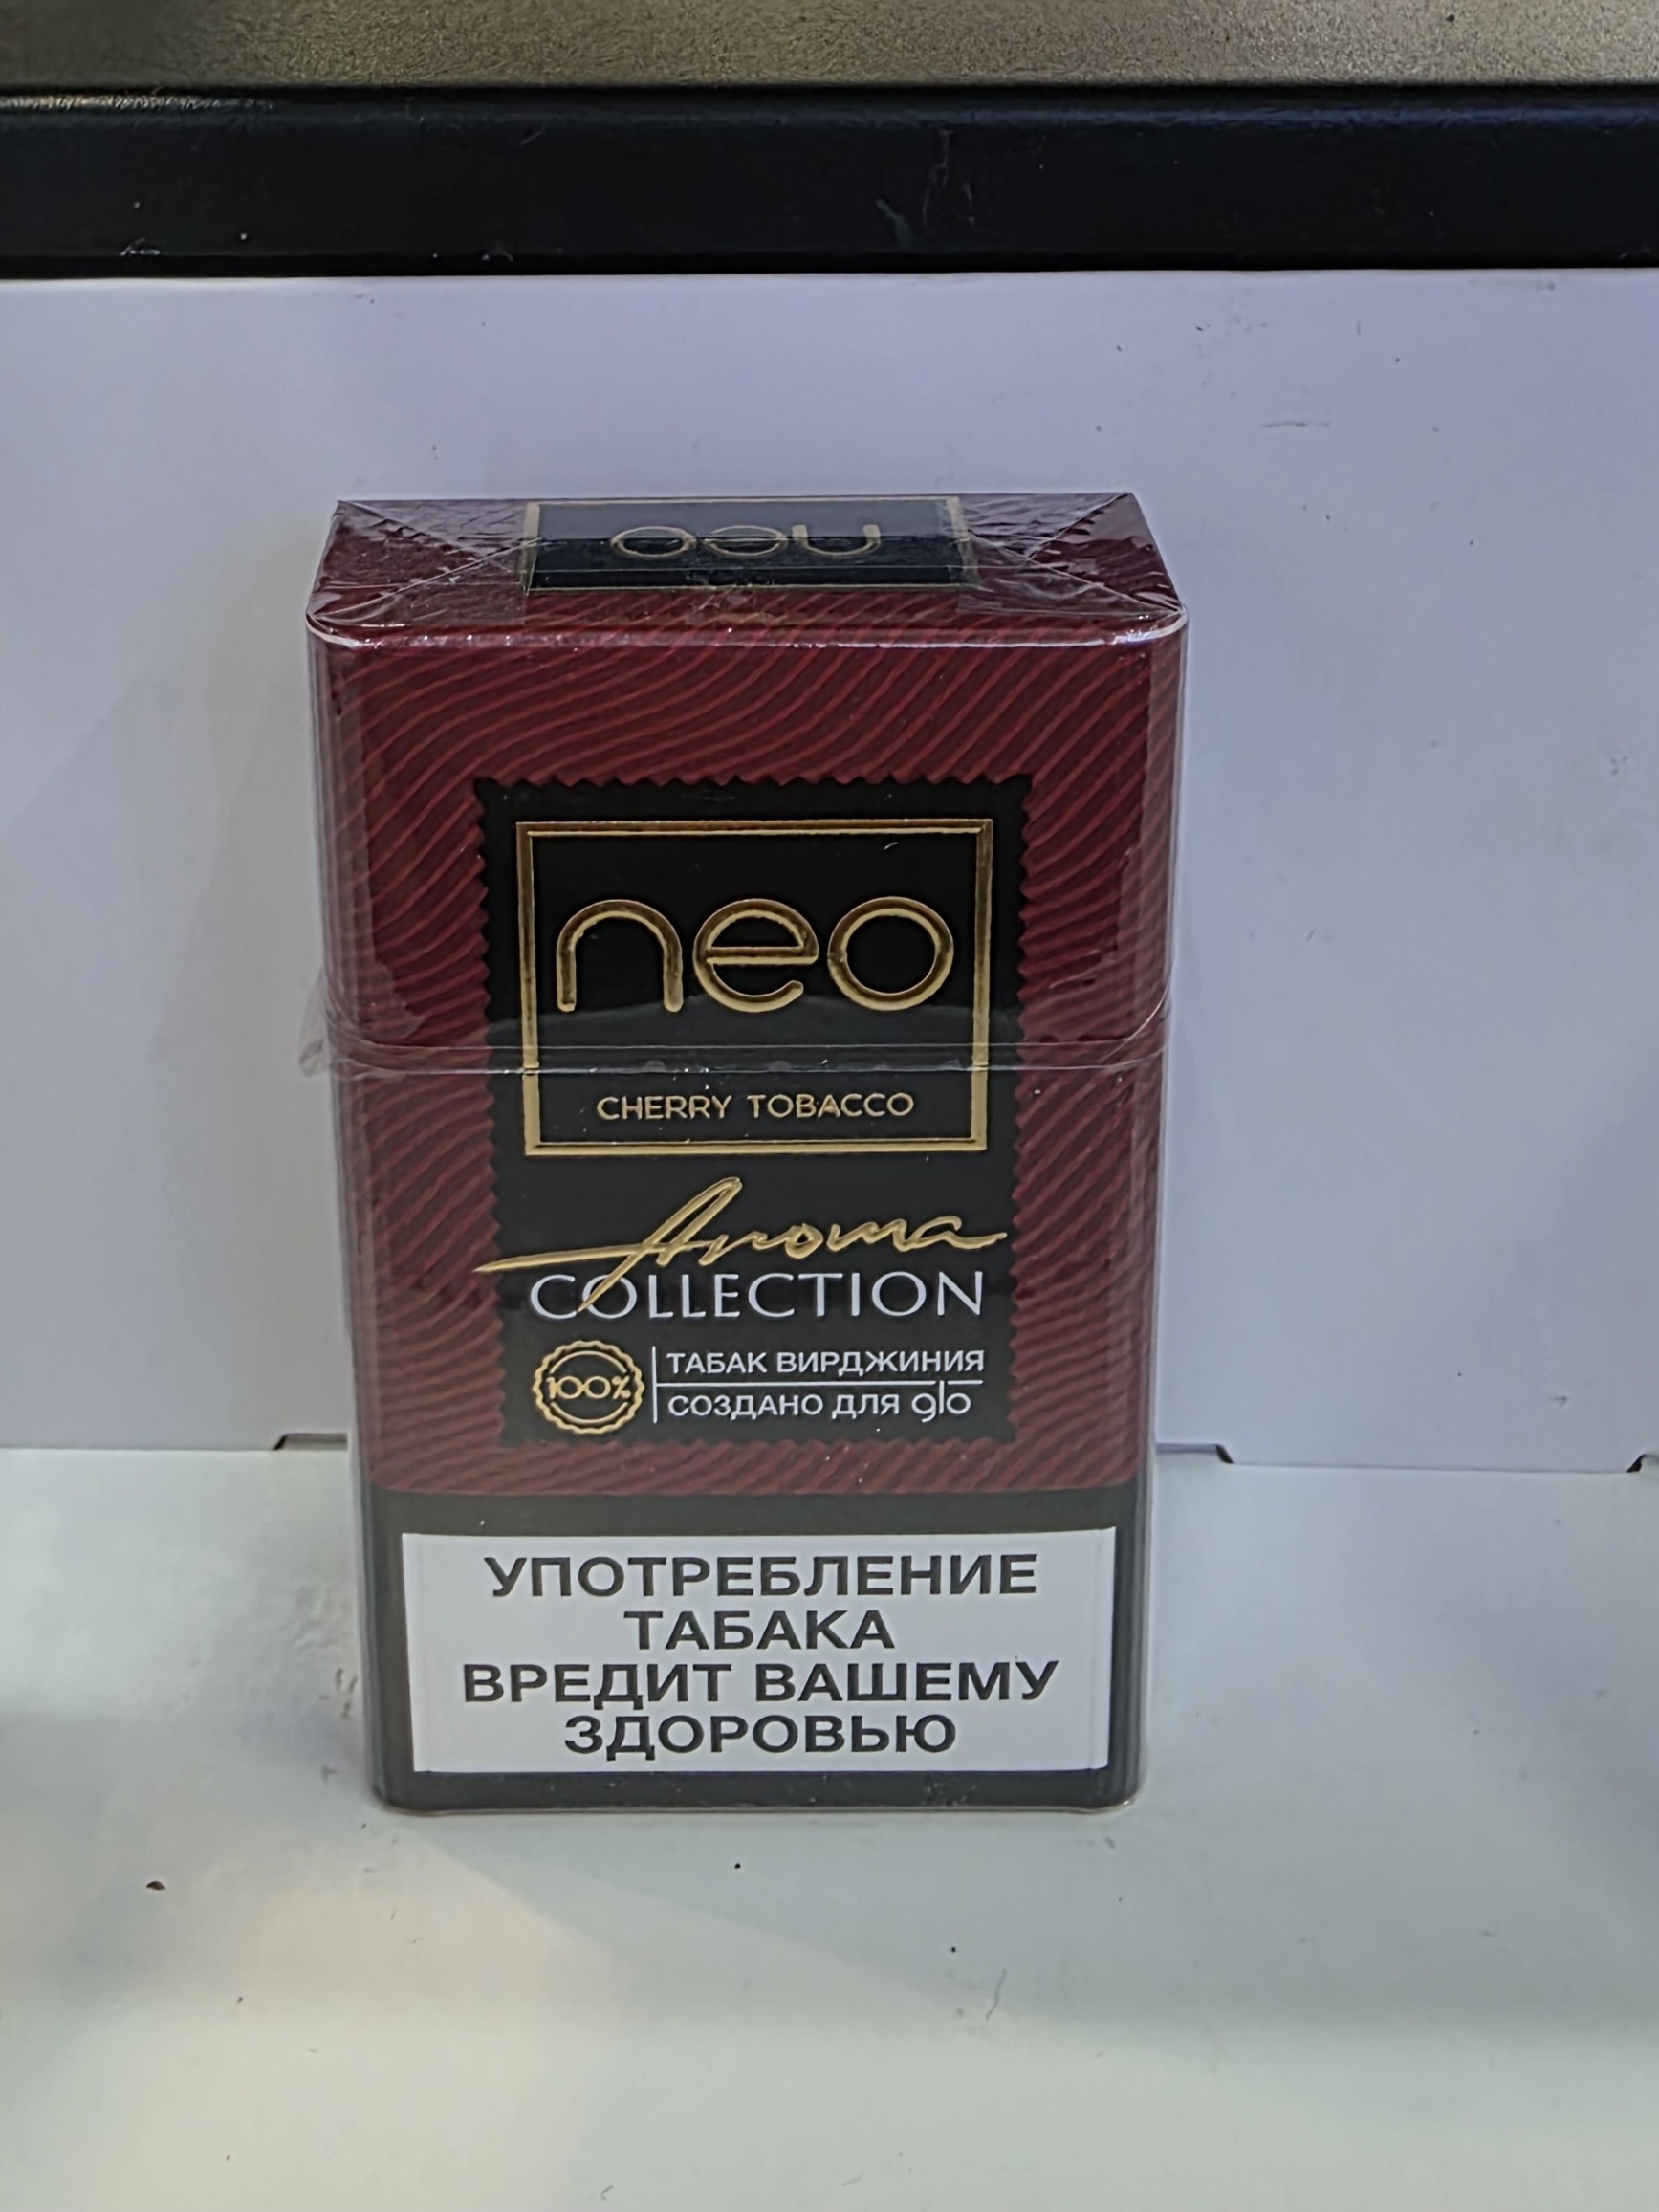 neo
neo
CHERRY TOBACCO
Aroma
COLLECTION
100%
ТАБАК ВИРДЖИНИЯ
СОЗДАНО ДЛЯ glo
УПОТРЕБЛЕНИЕ
ТАБАКА
ВРЕДИТ ВАШЕМУ
ЗДОРОВЬЮ